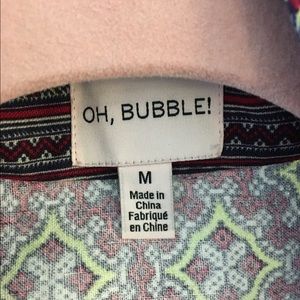 OH, BUBBLE!
M
Made in
China
Fabriqué
en Chine